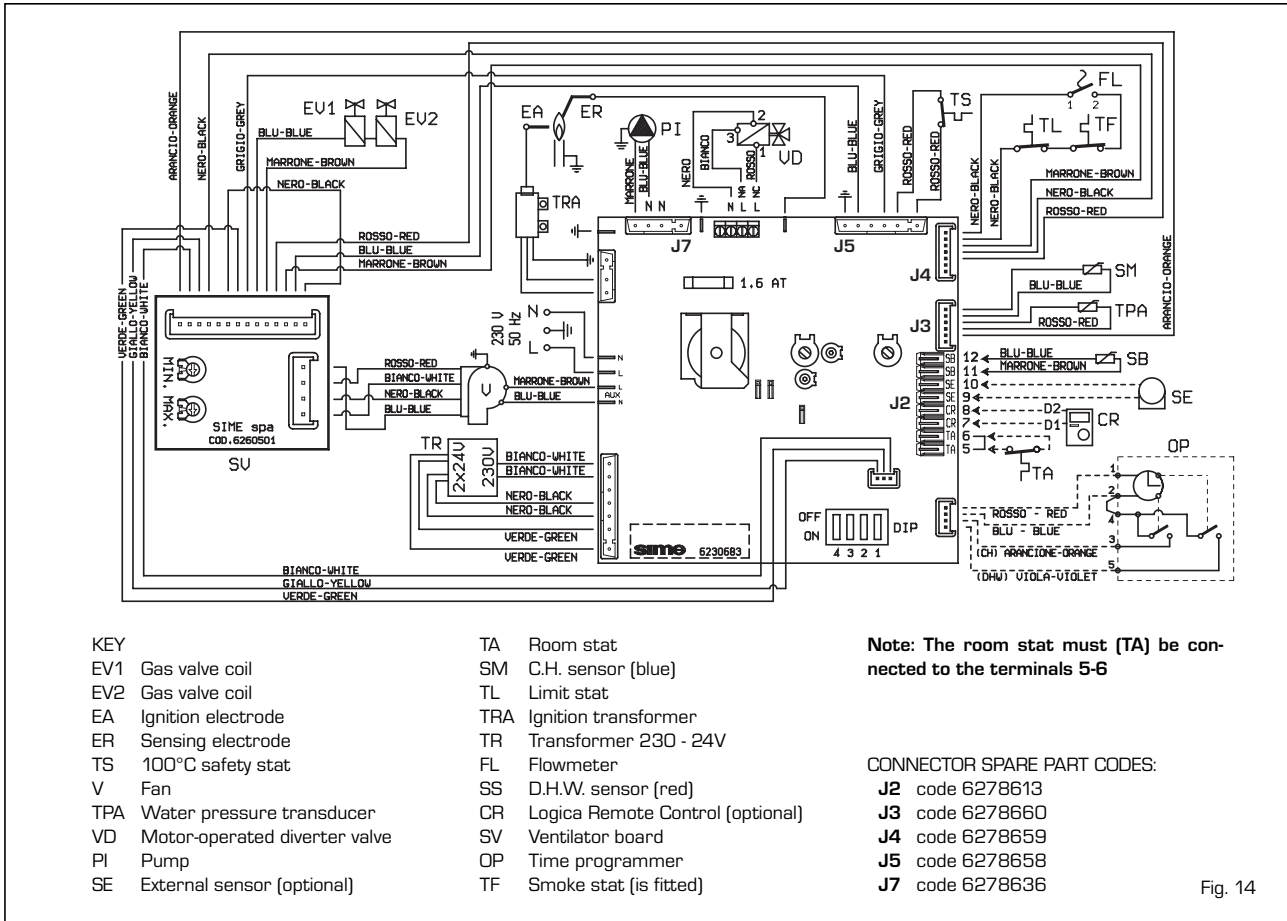 ARANCIO-ORANGE
NERO-BLACK
GRIGIO-GREY
EV1
EV2
BLU-BLUE
MARRONE-BROWN
NERO-BLACK
ROSSO-RED
BLU-BLUE
MARRONE-BROWN
VERDE-GREEN
GIALLO-YELLOW
BIANCO-WHITE
MIN.
MAX.
SIME spa
COD.6260501
SV
EA
ER
TRA
PI
MARRONE
BLU-BLUE
N N
J7
NERO
BIANCO
ROSSO
3
2
1
VD
NA
NC
N L L
BLU-BLUE
GRIGIO-GREY
ROSSO-RED
ROSSO-RED
TS
J5
FL
1 2
TL
TF
NERO-BLACK
NERO-BLACK
MARRONE-BROWN
NERO-BLACK
ROSSO-RED
J4
ARANCIO-ORANGE
1.6 AT
SM
BLU-BLUE
TPA
ROSSO-RED
J3
230 V
50 Hz
N
L
N
L
L
AUX
N
ROSSO-RED
BIANCO-WHITE
NERO-BLACK
BLU-BLUE
V
MARRONE-BROWN
BLU-BLUE
J2
SB 12 BLU-BLUE
SB 11 MARRONE-BROWN
SB
SE 10
SE 9
SE
CR 8 D2
CR 7 D1
CR
TA 6
TA 5
TA
TR
2x24V
230V
BIANCO-WHITE
BIANCO-WHITE
NERO-BLACK
NERO-BLACK
VERDE-GREEN
VERDE-GREEN
sime 6230683
OFF
ON
4 3 2 1
DIP
OP
1
2
4
3
5
ROSSO - RED
BLU - BLUE
(CH) ARANCIONE-ORANGE
(DHW) VIOLA-VIOLET
BIANCO-WHITE
GIALLO-YELLOW
VERDE-GREEN
KEY
EV1 Gas valve coil
EV2 Gas valve coil
EA Ignition electrode
ER Sensing electrode
TS 100°C safety stat
V Fan
TPA Water pressure transducer
VD Motor-operated diverter valve
PI Pump
SE External sensor (optional)
TA Room stat
SM C.H. sensor (blue)
TL Limit stat
TRA Ignition transformer
TR Transformer 230 - 24V
FL Flowmeter
SS D.H.W. sensor (red)
CR Logica Remote Control (optional)
SV Ventilator board
OP Time programmer
TF Smoke stat (is fitted)
Note: The room stat must (TA) be con-
nected to the terminals 5-6
CONNECTOR SPARE PART CODES:
J2 code 6278613
J3 code 6278660
J4 code 6278659
J5 code 6278658
J7 code 6278636
Fig. 14